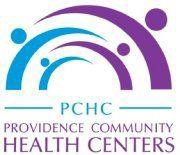 PCHC
PROVIDENCE COMMUNITY
HEALTH CENTERS